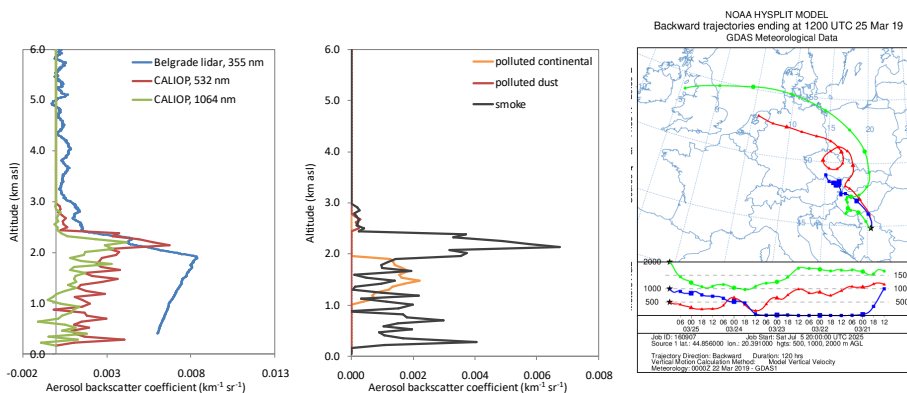 6.0
5.0
4.0
3.0
2.0
1.0
0.0
Altitude (km asl)
Belgrade lidar, 355 nm
CALIOP, 532 nm
CALIOP, 1064 nm
-0.003 0.003 0.008 0.013
Aerosol backscatter coefficient (km-1 sr-1)
6.0
5.0
4.0
3.0
2.0
1.0
0.0
Altitude (km asl)
polluted continental
polluted dust
smoke
0.000 0.002 0.004 0.006 0.008
Aerosol backscatter coefficient (km-1 sr-1)
NOAA HYSPLIT MODEL
Backward trajectories ending at 1200 UTC 25 Mar 19
GDAS Meteorological Data
10 15 20
2000
1000
500
150
100
500
06 00 18 12 06 00 18 12 06 00 18 12 06 00 18 12 06 00 18 12
03/25 03/24 03/23 03/22 03/21
Job ID: 160907 Job Start: Sat Jul 5 20:00:00 UTC 2025
Source 1 lat.: 44.856000 lon.: 20.391000 hgts: 500, 1000, 2000 m AGL
Trajectory Direction: Backward Duration: 120 hrs
Vertical Motion Calculation Method: Model Vertical Velocity
Meteorology: 0000Z 22 Mar 2019 - GDAS1